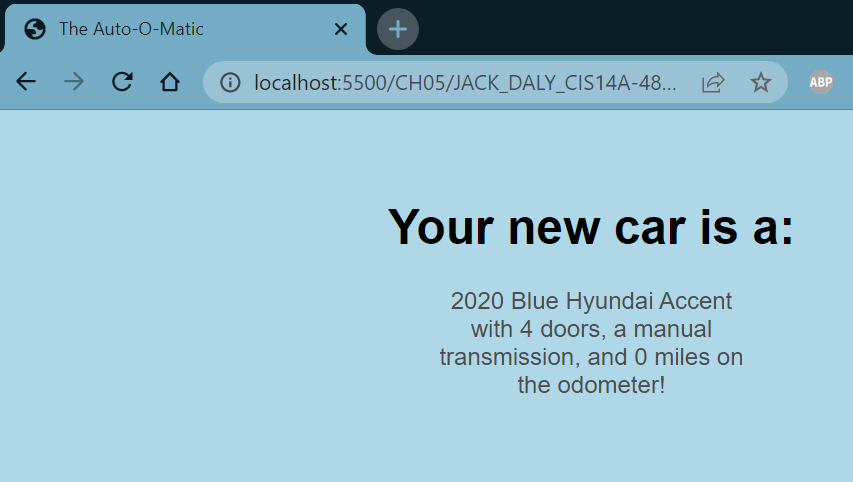 The Auto-O-Matic
localhost:5500/CH05/JACK_DALY_CIS14A-48...
ABP
Your new car is a:
2020 Blue Hyundai Accent
with 4 doors, a manual
transmission, and 0 miles on
the odometer!